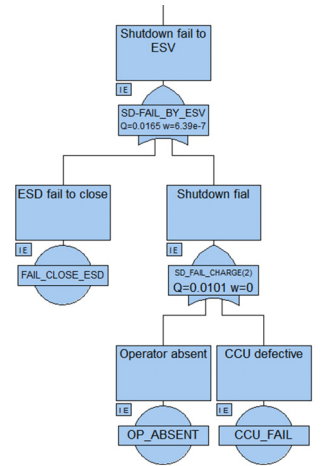 Shutdown fail to
ESV
IE
SD-FAIL_BY_ESV
Q=0.0165 w=6.39e-7
ESD fail to close
Shutdown fial
IE
IE
FAIL_CLOSE_ESD
SD_FAIL_CHARGE(2)
Q=0.0101 w=0
Operator absent
CCU defective
IE
IE
OP_ABSENT
CCU_FAIL